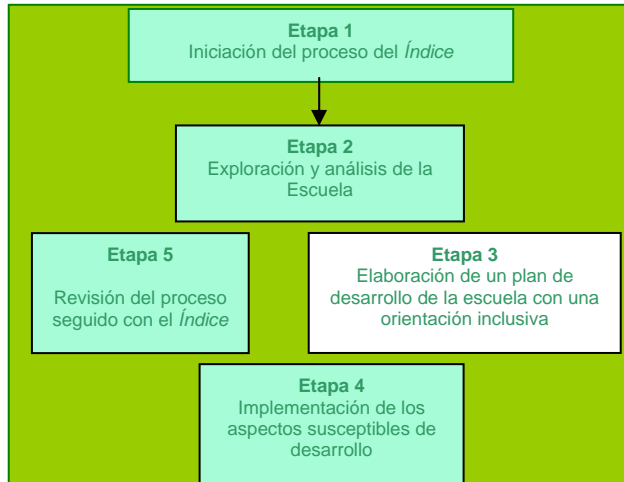 Etapa 1
Iniciación del proceso del Índice
Etapa 2
Exploración y análisis de la
Escuela
Etapa 5
Revisión del proceso
seguido con el Índice
Etapa 3
Elaboración de un plan de
desarrollo de la escuela con una
orientación inclusiva
Etapa 4
Implementación de los
aspectos susceptibles de
desarrollo